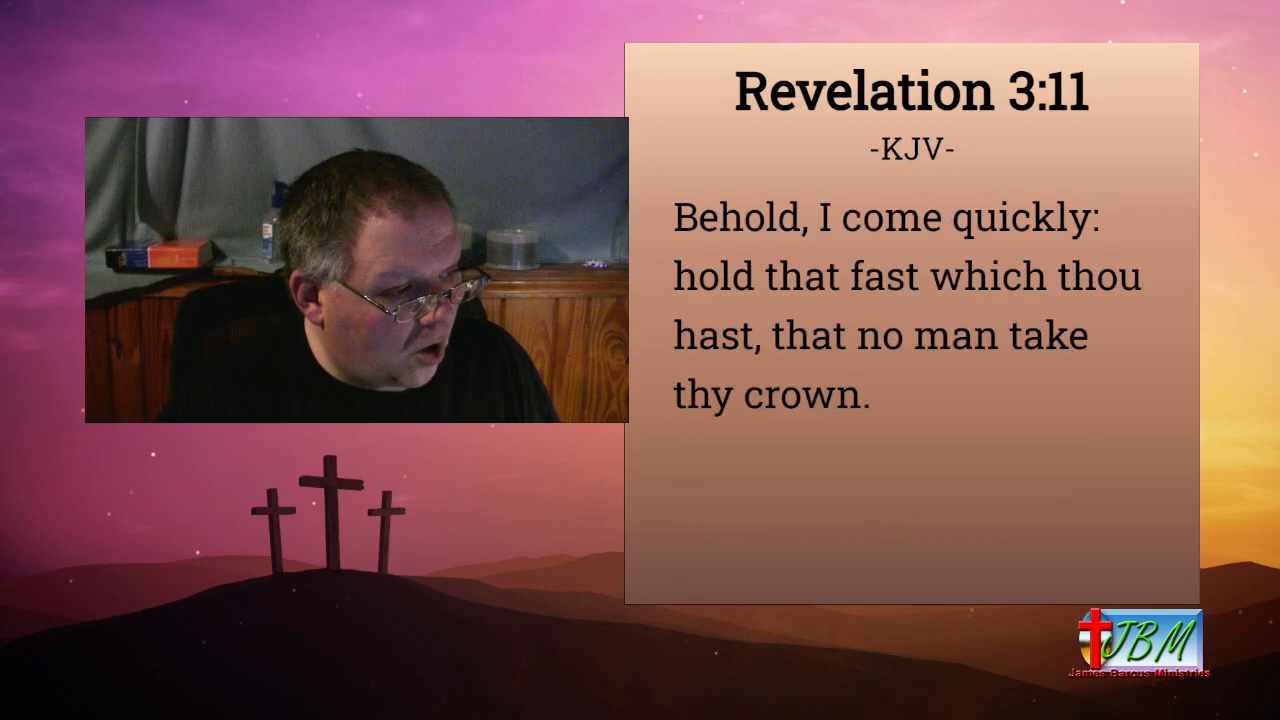 Revelation 3:11
-KJV-
Behold, I come quickly:
hold that fast which thou
hast, that no man take
thy crown.
JBM
James Barcus Ministries